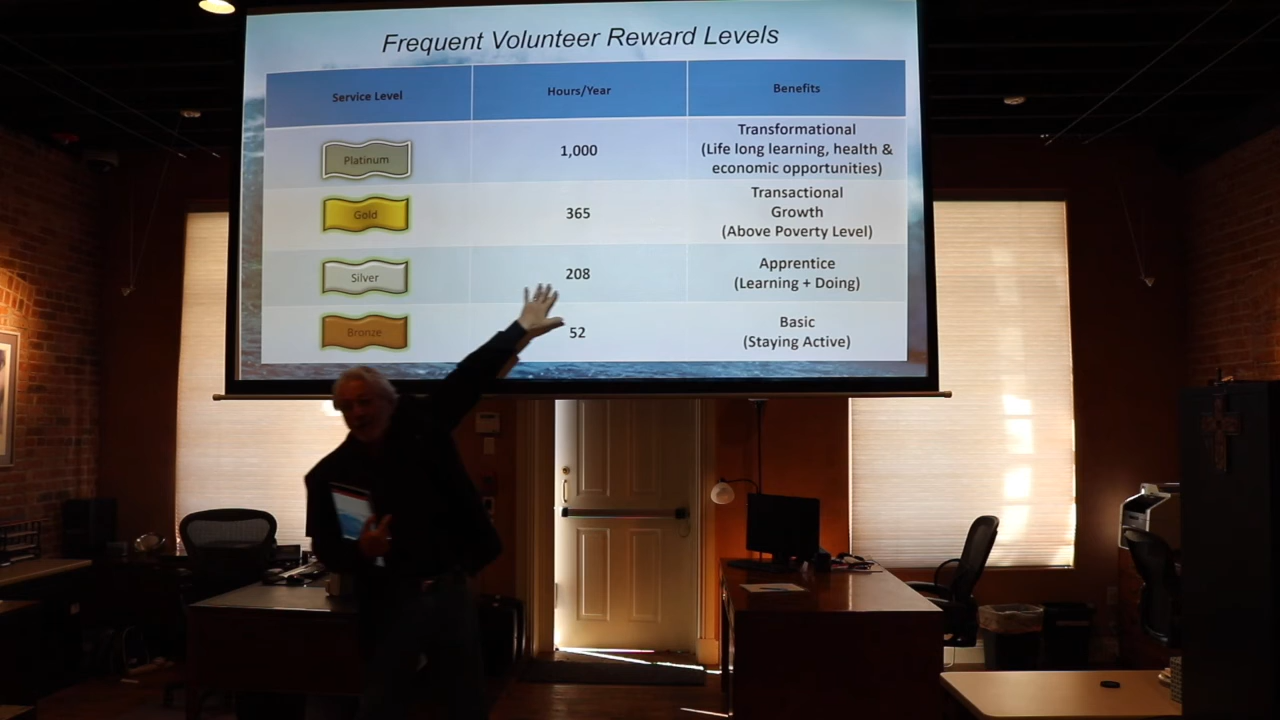 Frequent Volunteer Reward Levels
Service Level
Hours/Year
Benefits
Platinum
1,000
Transformational
(Life long learning, health &
economic opportunities)
Gold
365
Transactional
Growth
(Above Poverty Level)
Silver
208
Apprentice
(Learning + Doing)
Bronze
52
Basic
(Staying Active)